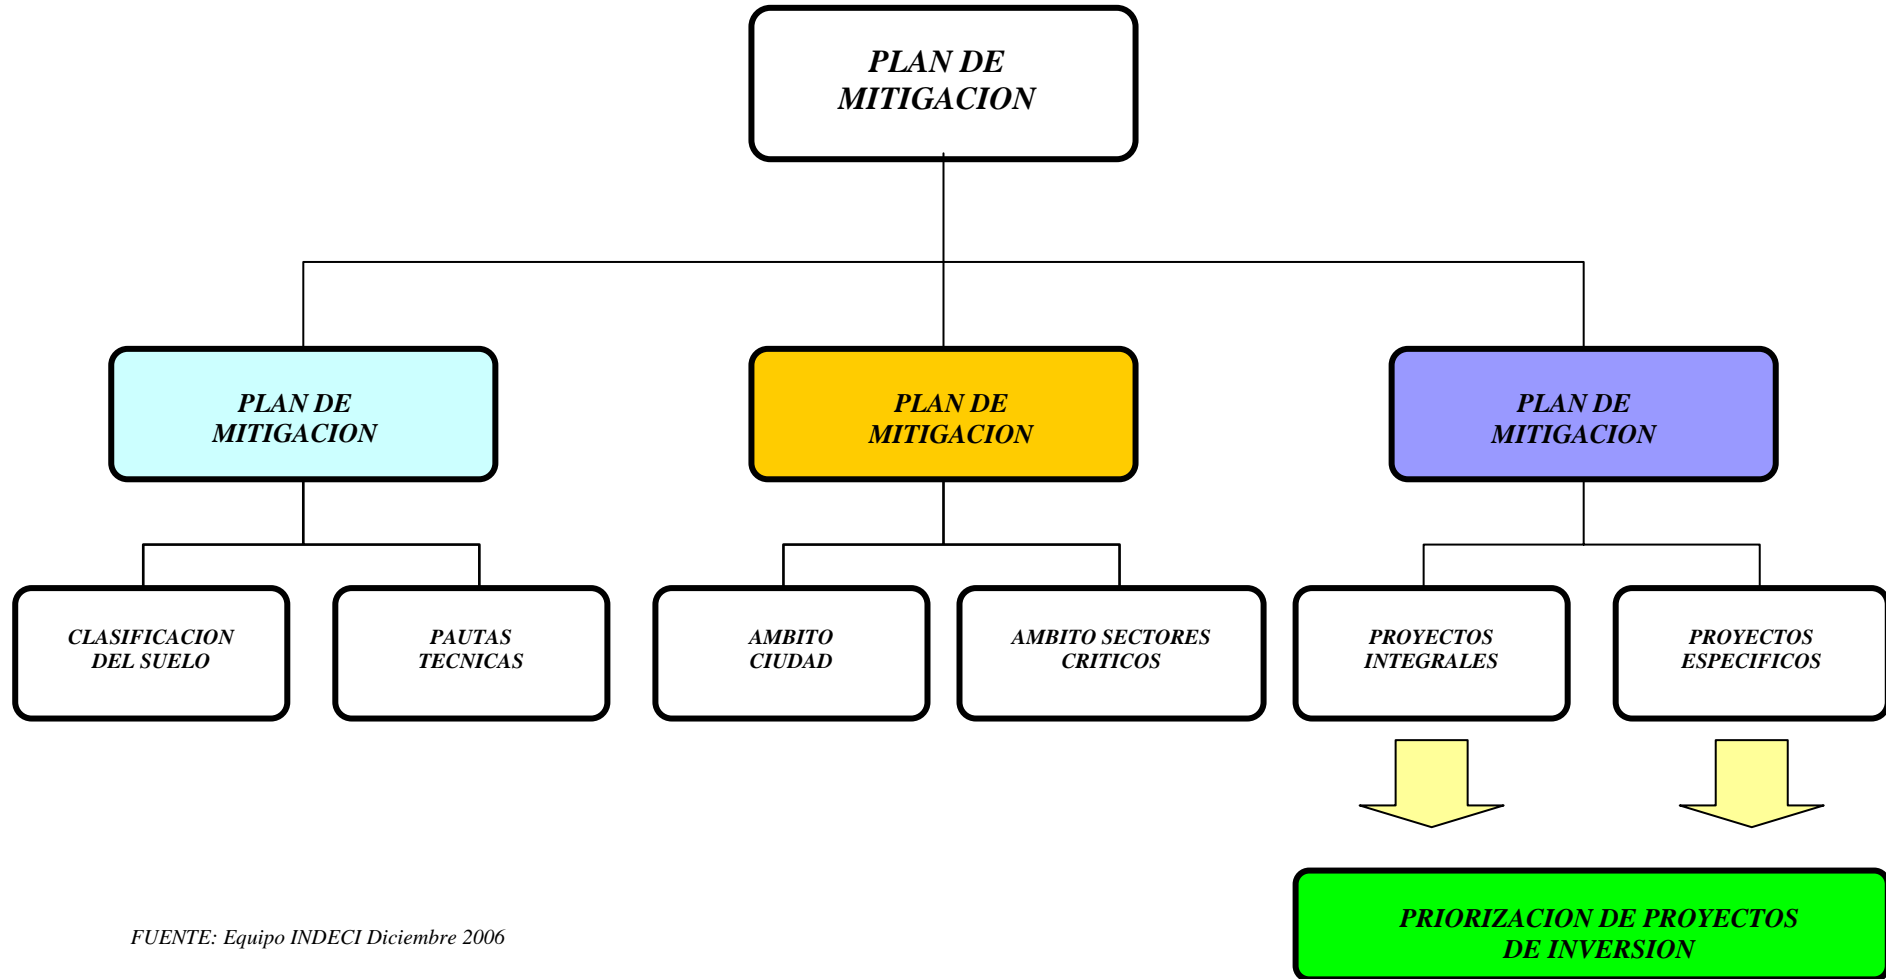 PLAN DE
MITIGACION
PLAN DE
MITIGACION
PLAN DE
MITIGACION
PLAN DE
MITIGACION
CLASIFICACION
DEL SUELO
PAUTAS
TECNICAS
AMBITO
CIUDAD
AMBITO SECTORES
CRITICOS
PROYECTOS
INTEGRALES
PROYECTOS
ESPECIFICOS
PRIORIZACION DE PROYECTOS
DE INVERSION
FUENTE: Equipo INDECI Diciembre 2006